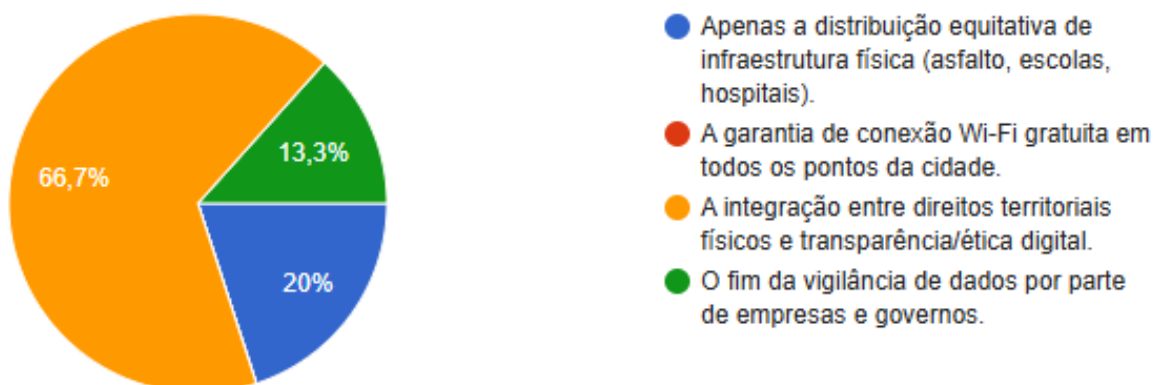 66,7%
13,3%
20%
Apenas a distribuição equitativa de
infraestrutura física (asfalto, escolas,
hospitais).
A garantia de conexão Wi-Fi gratuita em
todos os pontos da cidade.
A integração entre direitos territoriais
físicos e transparência/ética digital.
O fim da vigilância de dados por parte
de empresas e governos.